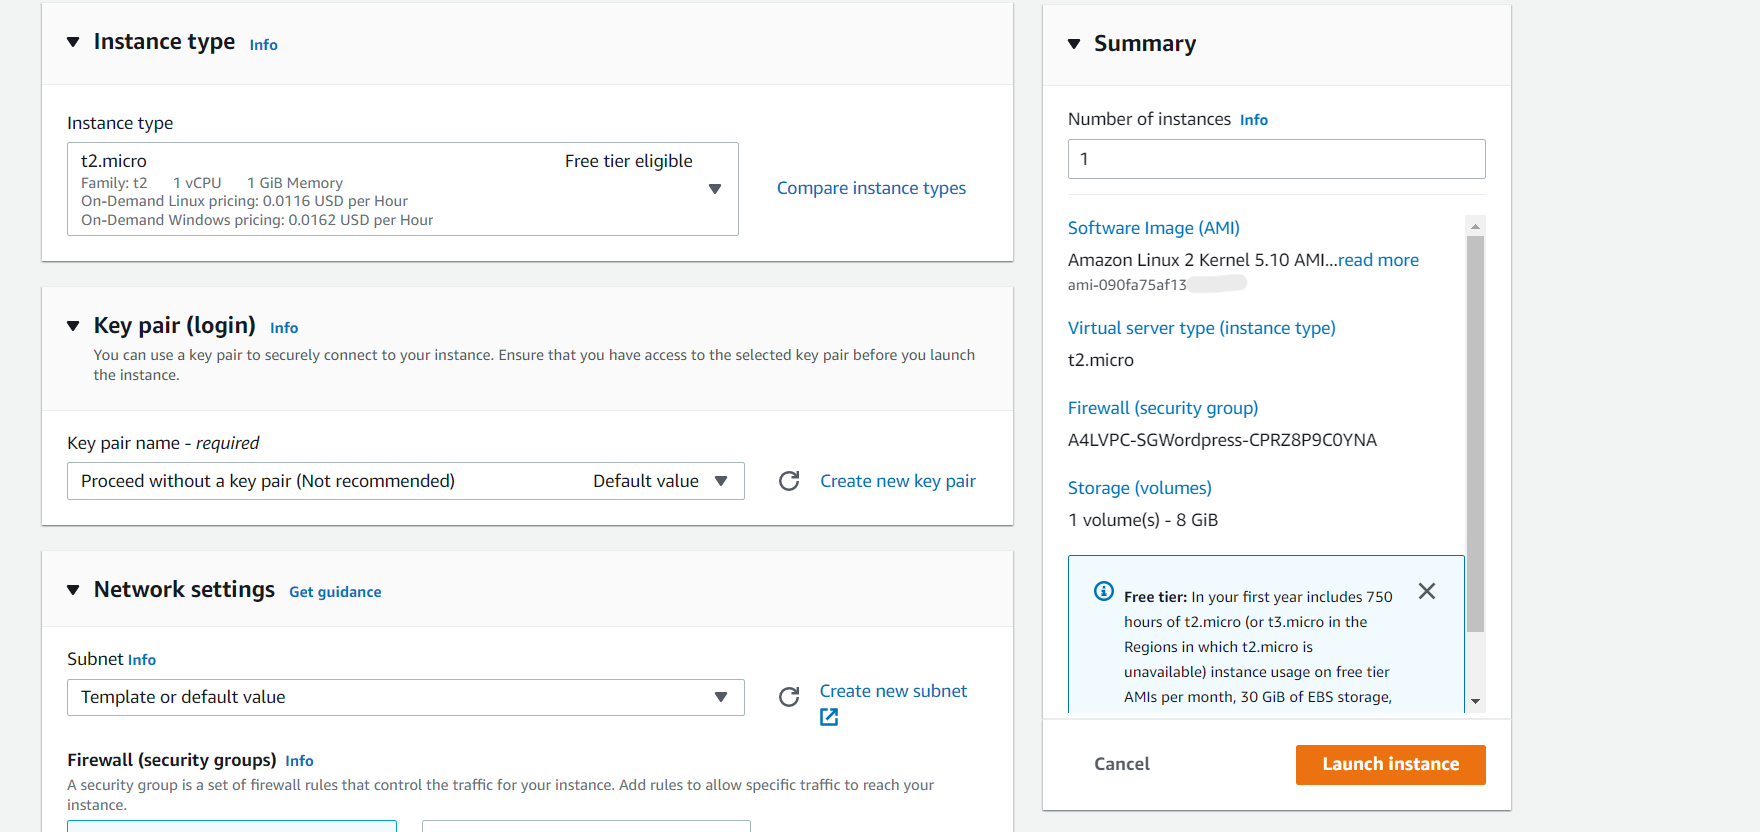 Instance type Info
Instance type
t2.micro Free tier eligible
Family: t2 1 vCPU 1 GiB Memory
On-Demand Linux pricing: 0.0116 USD per Hour
On-Demand Windows pricing: 0.0162 USD per Hour
Compare instance types
Key pair (login) Info
You can use a key pair to securely connect to your instance. Ensure that you have access to the selected key pair before you launch
the instance.
Key pair name - required
Proceed without a key pair (Not recommended) Default value
Create new key pair
Network settings Get guidance
Subnet Info
Template or default value
Create new subnet
Firewall (security groups) Info
A security group is a set of firewall rules that control the traffic for your instance. Add rules to allow specific traffic to reach your
instance.
Summary
Number of instances Info
1
Software Image (AMI)
Amazon Linux 2 Kernel 5.10 AMI...read more
ami-090fa75af13
Virtual server type (instance type)
t2.micro
Firewall (security group)
A4LVPC-SGWordpress-CPRZ8P9C0YNA
Storage (volumes)
1 volume(s) - 8 GiB
Free tier: In your first year includes 750
hours of t2.micro (or t3.micro in the
Regions in which t2.micro is
unavailable) instance usage on free tier
AMIs per month, 30 GiB of EBS storage,
Cancel
Launch instance